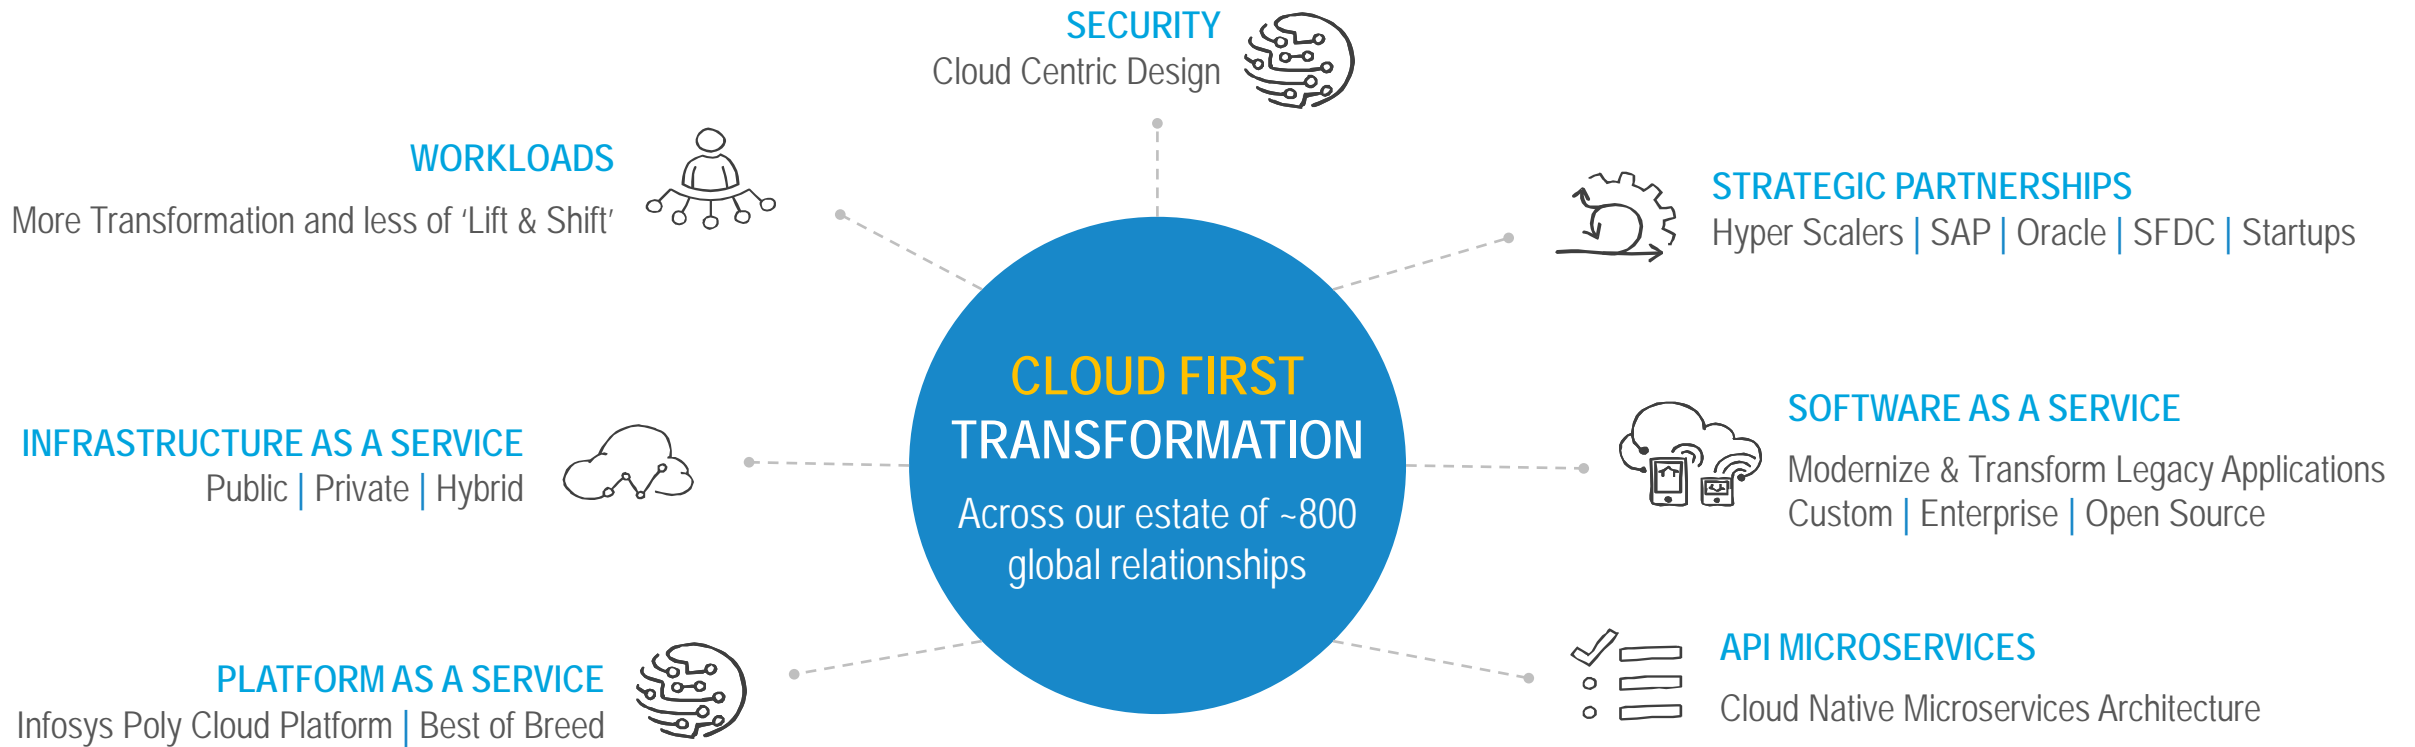 SECURITY
Cloud Centric Design
WORKLOADS
More Transformation and less of ‘Lift & Shift’
STRATEGIC PARTNERSHIPS
Hyper Scalers | SAP | Oracle | SFDC | Startups
CLOUD FIRST
TRANSFORMATION
Across our estate of ~800
global relationships
INFRASTRUCTURE AS A SERVICE
Public | Private | Hybrid
SOFTWARE AS A SERVICE
Modernize & Transform Legacy Applications
Custom | Enterprise | Open Source
PLATFORM AS A SERVICE
Infosys Poly Cloud Platform | Best of Breed
API MICROSERVICES
Cloud Native Microservices Architecture